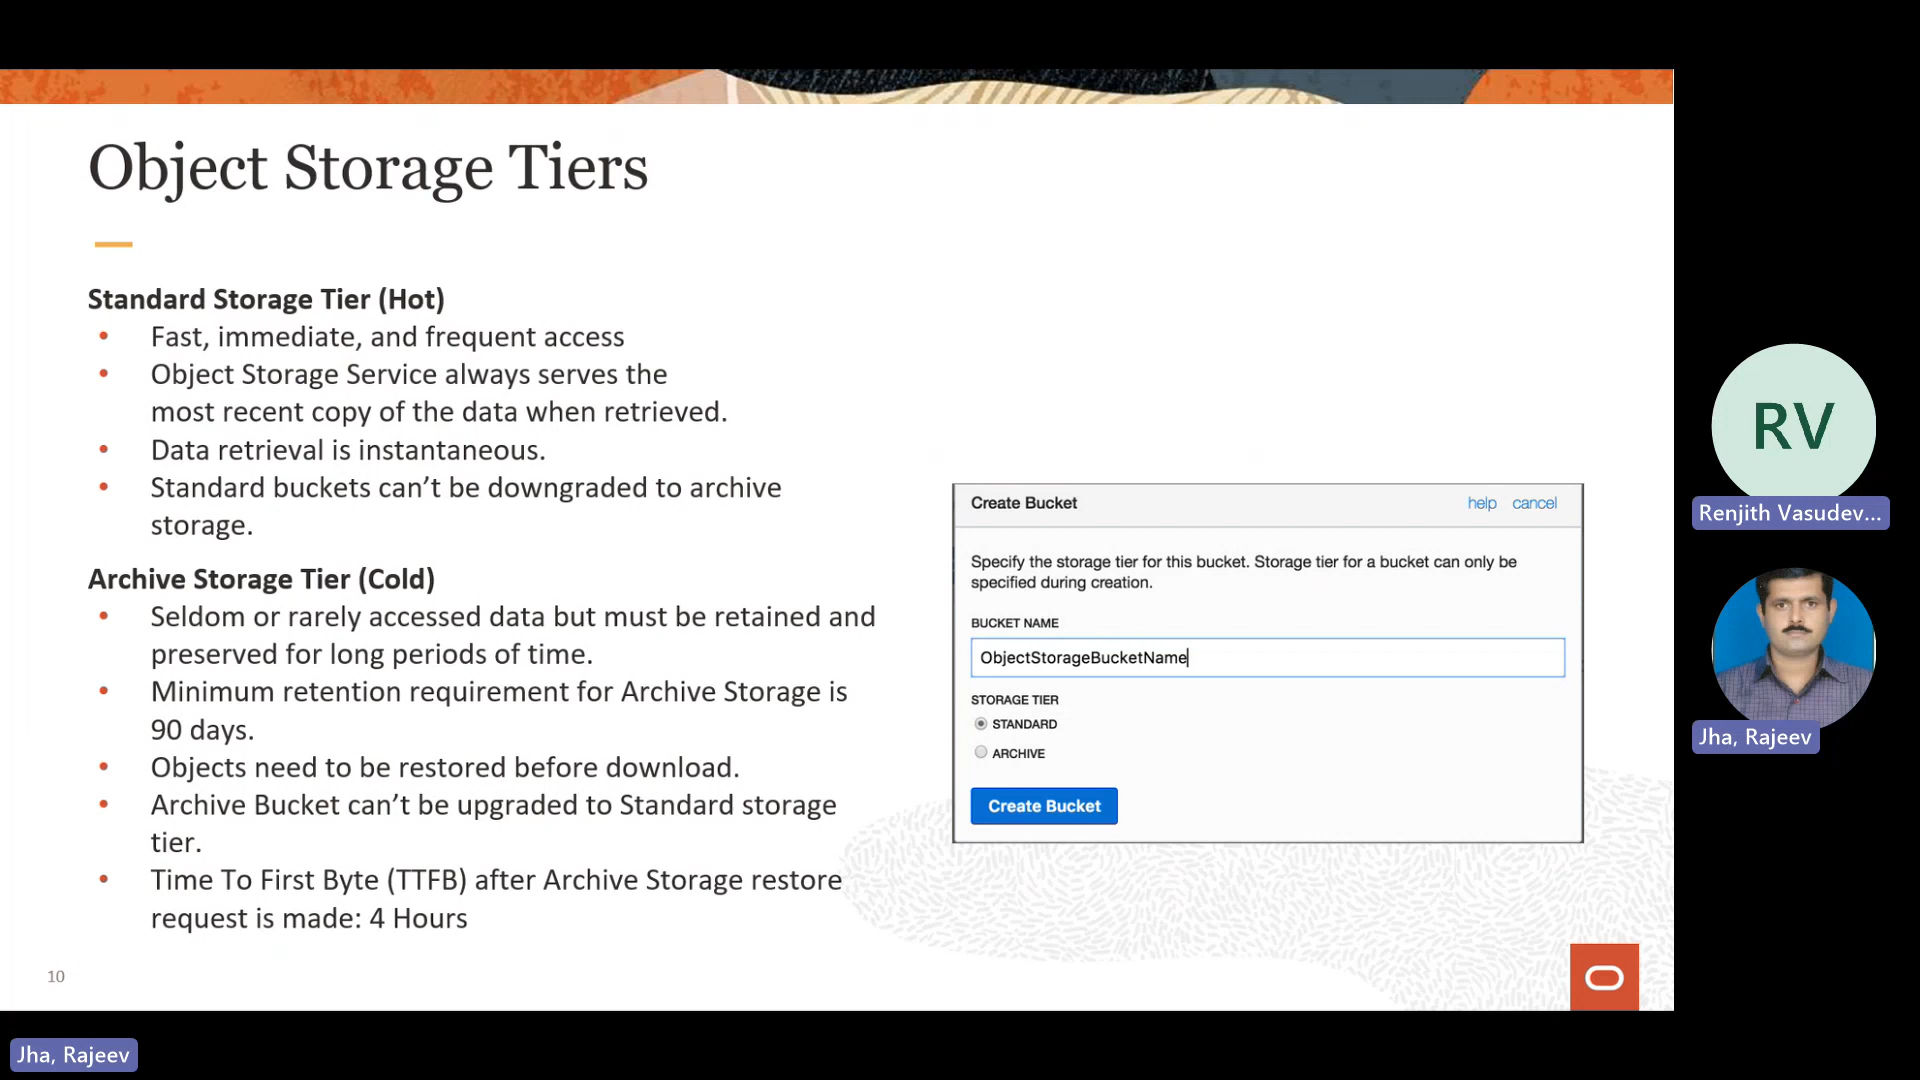 Object Storage Tiers
Standard Storage Tier (Hot)
• Fast, immediate, and frequent access
• Object Storage Service always serves the
most recent copy of the data when retrieved.
• Data retrieval is instantaneous.
• Standard buckets can’t be downgraded to archive
storage.
Archive Storage Tier (Cold)
• Seldom or rarely accessed data but must be retained and
preserved for long periods of time.
• Minimum retention requirement for Archive Storage is
90 days.
• Objects need to be restored before download.
• Archive Bucket can’t be upgraded to Standard storage
tier.
• Time To First Byte (TTFB) after Archive Storage restore
request is made: 4 Hours
10
Create Bucket help cancel
Specify the storage tier for this bucket. Storage tier for a bucket can only be
specified during creation.
BUCKET NAME
ObjectStorageBucketName
STORAGE TIER
STANDARD
ARCHIVE
Create Bucket
RV
Renjith Vasudev...
Jha, Rajeev
Jha, Rajeev